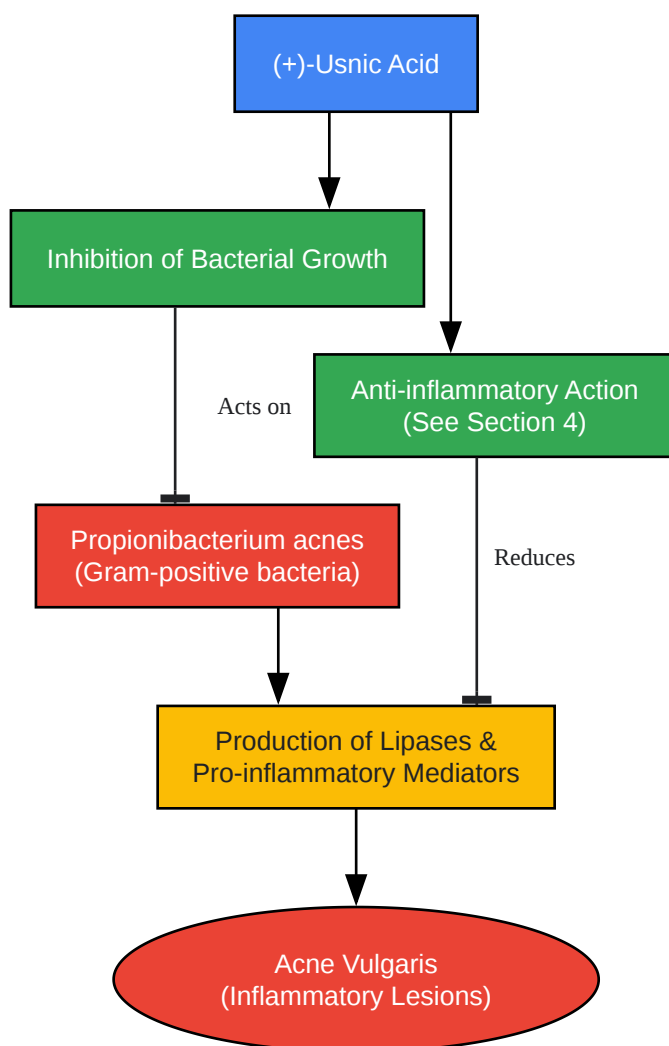 (+)-Usnic Acid
Inhibition of Bacterial Growth
Anti-inflammatory Action
(See Section 4)
Acts on
Propionibacterium acnes
(Gram-positive bacteria)
Reduces
Production of Lipases &
Pro-inflammatory Mediators
Acne Vulgaris
(Inflammatory Lesions)